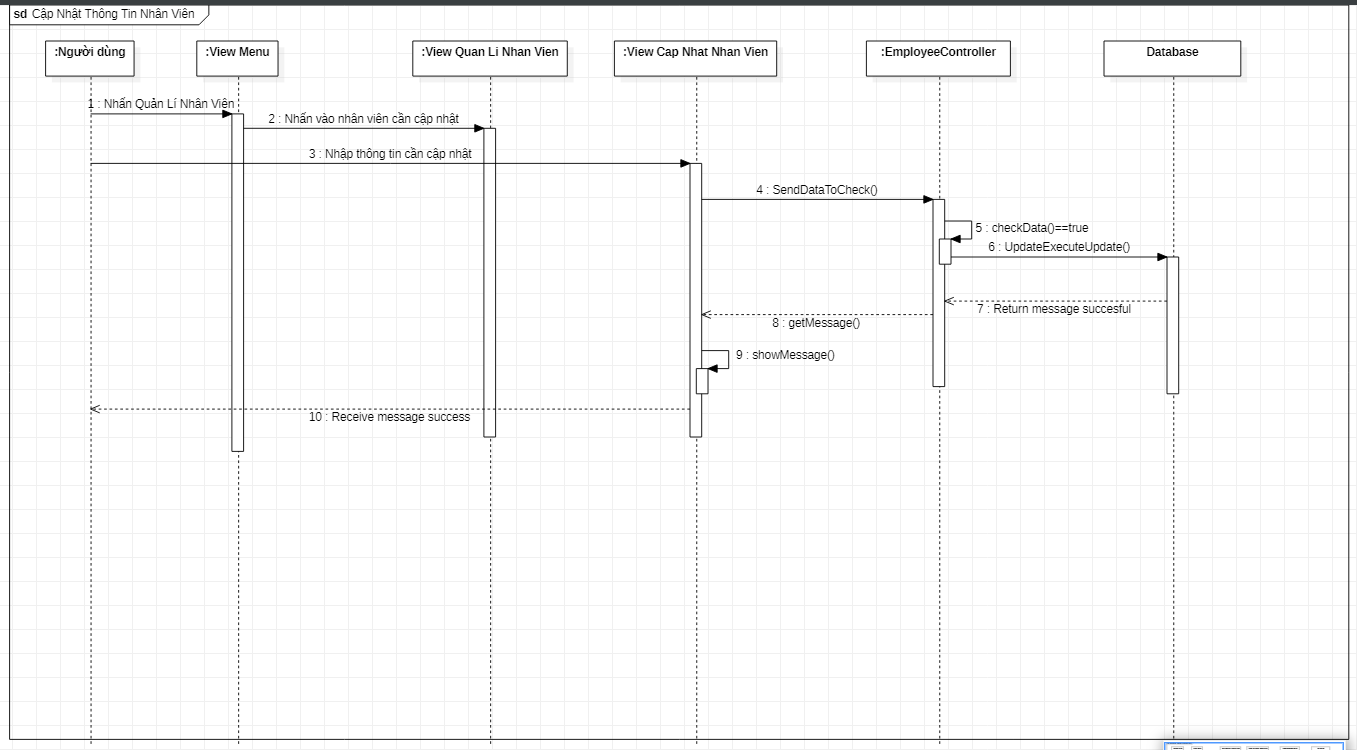 sd Cập Nhật Thông Tin Nhân Viên
:Người dùng
:View Menu
:View Quan Li Nhan Vien
:View Cap Nhat Nhan Vien
:EmployeeController
Database
1 : Nhấn Quản Lí Nhân Viên
2 : Nhấn vào nhân viên cần cập nhật
3 : Nhập thông tin cần cập nhật
4 : SendDataToCheck()
5 : checkData()==true
6 : UpdateExecuteUpdate()
7 : Return message succesful
8 : getMessage()
9 : showMessage()
10 : Receive message success